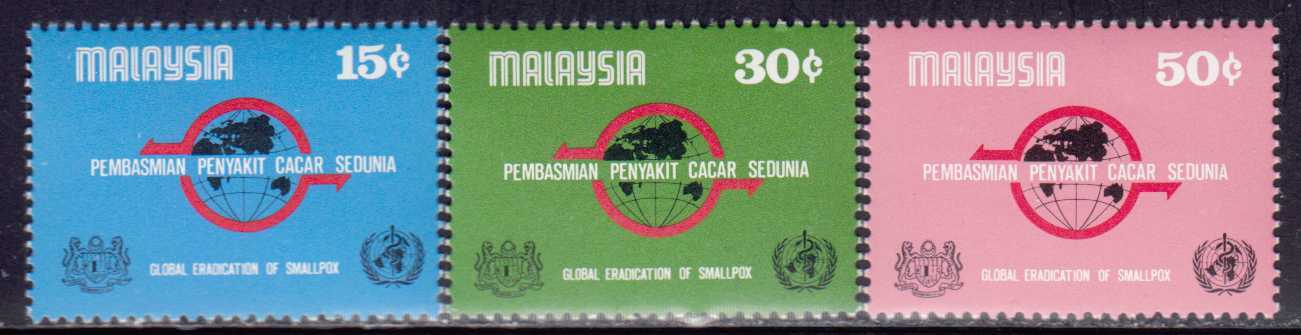 MALAYSIA 15¢
PEMBASMIAN PENYAKIT CACAR SEDUNIA
GLOBAL ERADICATION OF SMALLPOX
MALAYSIA 30¢
PEMBASMIAN PENYAKIT CACAR SEDUNIA
GLOBAL ERADICATION OF SMALLPOX
MALAYSIA 50¢
PEMBASMIAN PENYAKIT CACAR SEDUNIA
GLOBAL ERADICATION OF SMALLPOX